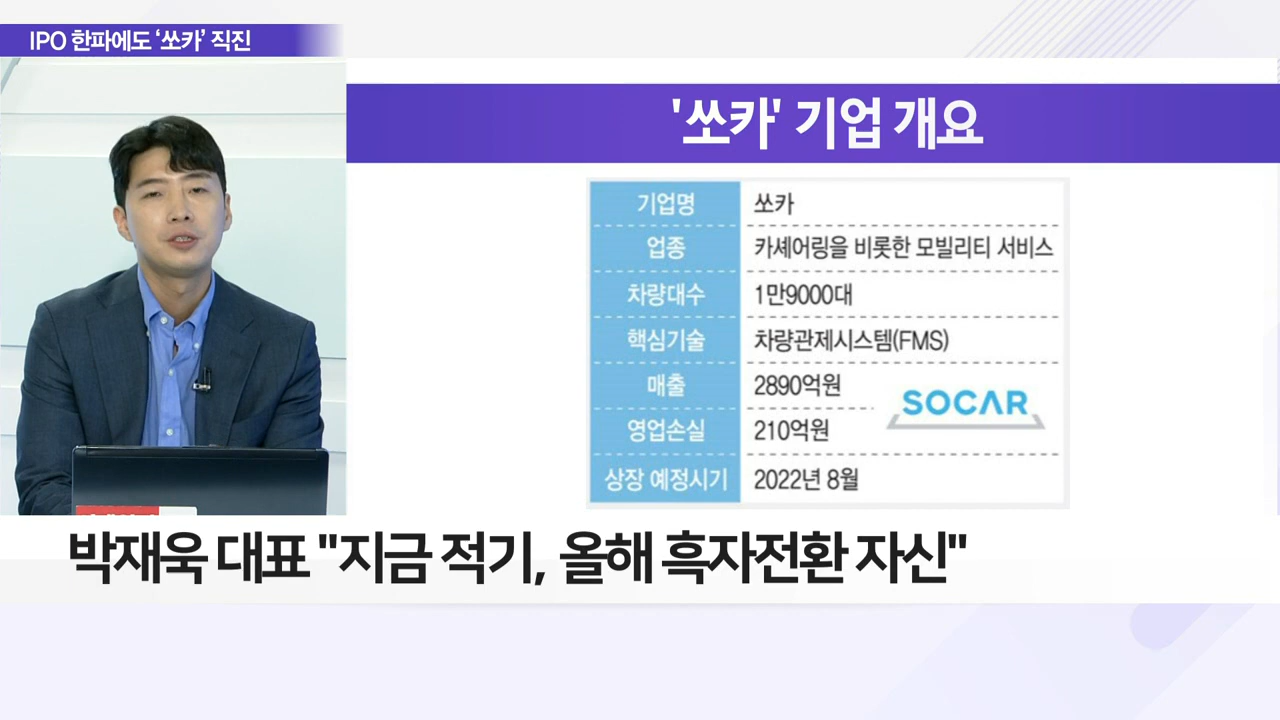 IPO 한파에도 ‘쏘카’ 직진
'쏘카' 기업 개요
기업명 쏘카
업종 카셰어링을 비롯한 모빌리티 서비스
차량대수 1만9000대
핵심기술 차량관제시스템(FMS)
매출 2890억원
SOCAR
영업손실 210억원
상장 예정시기 2022년 8월
박재욱 대표 "지금 적기, 올해 흑자전환 자신"